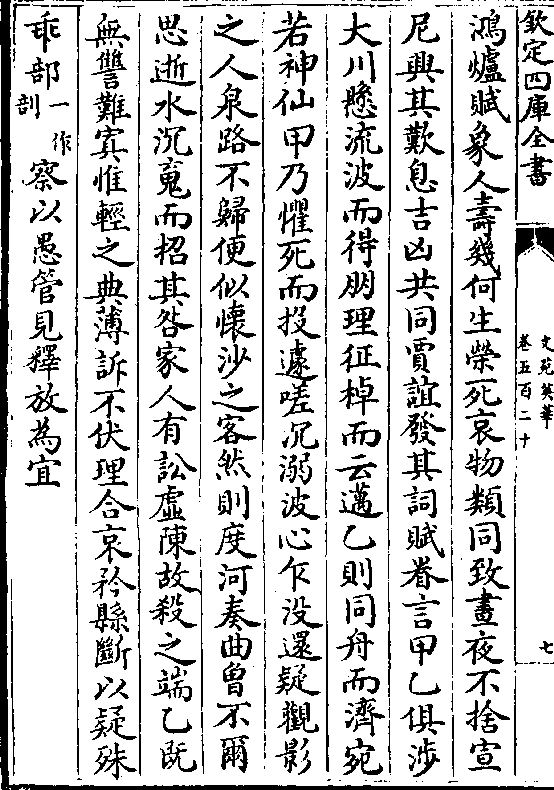 欽定四庫全書
文苑英華
卷五百二十
七
鴻爐賦象人壽幾何生榮死哀物類同致晝夜不捨宣
尼興其歎息吉凶共同賈誼發其詞賦眷言甲乙俱涉
大川懸流波而得朋理征棹而云邁乙則同舟而濟宛
若神仙甲乃懼死而投遽嗟沉溺波心乍没還疑觀影
之人泉路不歸便似懷沙之客然則度河奏曲曾不爾
思逝水沉䰟而招其咎家人有訟虛陳故殺之端乙既
無讐難寘惟輕之典薄訴不伏理合哀矜縣斷以疑殊
乖部一作剖察以愚管見釋放為宜